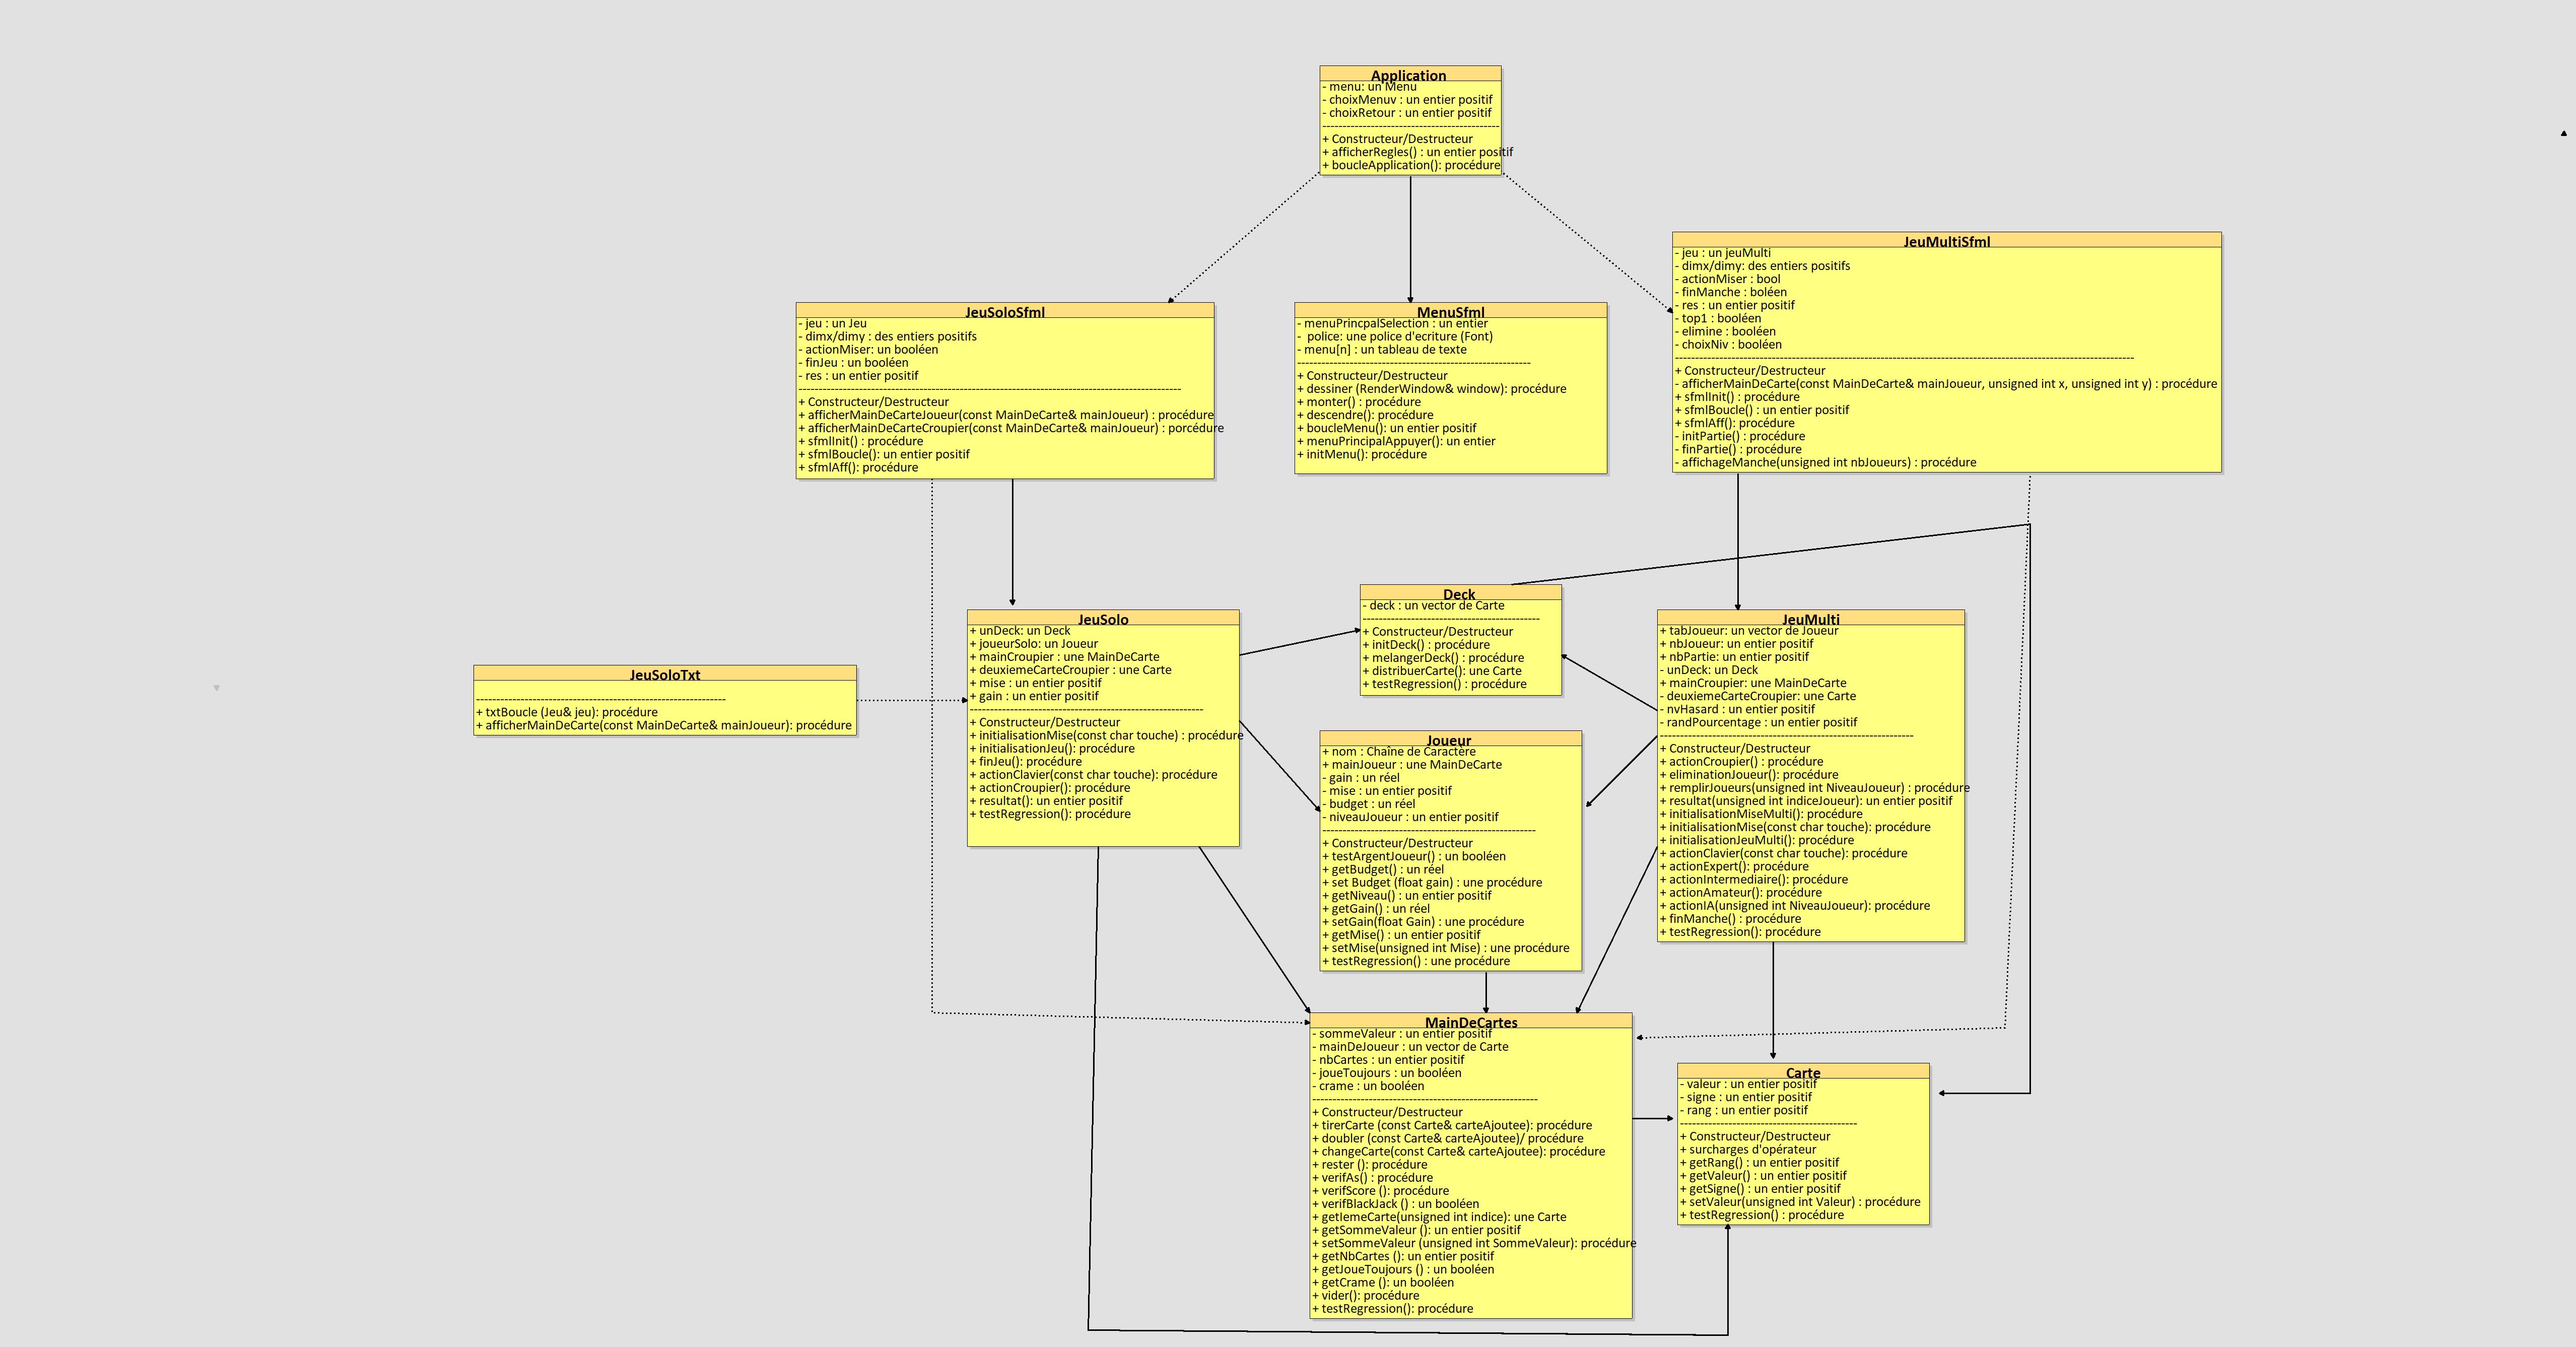 Application
- menu: un Menu
- choixMenuv : un entier positif
- choixRetour : un entier positif
--------------------------------------------
+ Constructeur/Destructeur
+ afficherRegles() : un entier positif
+ boucleApplication(): procédure
JeuMultiSfml
- jeu : un jeuMulti
- dimx/dimy: des entiers positifs
- actionMiser : bool
- finManche : boléen
- res : un entier positif
- top1 : booléen
- elimine : booléen
- choixNiv : booléen
--------------------------------------------
+ Constructeur/Destructeur
- afficherMainDeCarte(const MainDeCarte& mainJoueur, unsigned int x, unsigned int y) : procédure
+ sfmlInit() : procédure
+ sfmlBoucle() : un entier positif
+ sfmlAff(): procédure
- initPartie() : procédure
- finPartie() : procédure
- affichageManche(unsigned int nbJoueurs) : procédure
JeuSoloSfml
- jeu : un Jeu
- dimx/dimy : des entiers positifs
- actionMiser: un booléen
- finJeu : un booléen
- res : un entier positif
--------------------------------------------
+ Constructeur/Destructeur
+ afficherMainDeCarteJoueur(const MainDeCarte& mainJoueur) : procédure
+ afficherMainDeCarteCroupier(const MainDeCarte& mainJoueur) : porcédure
+ sfmlInit() : procédure
+ sfmlBoucle(): un entier positif
+ sfmlAff(): procédure
MenuSfml
- menuPrincpalSelection : un entier
- police: une police d'ecriture (Font)
- menu[n] : un tableau de texte
--------------------------------------------
+ Constructeur/Destructeur
+ dessiner (RenderWindow& window): procédure
+ monter() : procédure
+ descendre(): procédure
+ boucleMenu(): un entier positif
+ menuPrincipalAppuyer(): un entier
+ initMenu(): procédure
Deck
- deck : un vector de Carte
--------------------------------------------
+ Constructeur/Destructeur
+ initDeck() : procédure
+ melangerDeck() : procédure
+ distribuerCarte(): une Carte
+ testRegression() : procédure
JeuSolo
+ unDeck: un Deck
+ joueurSolo: un Joueur
+ mainCroupier : une MainDeCarte
+ deuxiemeCarteCroupier : une Carte
+ mise : un entier positif
+ gain : un entier positif
--------------------------------------------
+ Constructeur/Destructeur
+ initialisationMise(const char touche) : procédure
+ initialisationJeu(): procédure
+ finJeu(): procédure
+ actionClavier(const char touche): procédure
+ actionCroupier(): procédure
+ resultat(): un entier positif
+ testRegression(): procédure
JeuMulti
+ tabJoueur: un vector de Joueur
+ nbJoueur: un entier positif
+ nbPartie: un entier positif
- unDeck: un Deck
+ mainCroupier: une MainDeCarte
- deuxiemeCarteCroupier: une Carte
- nvHasard : un entier positif
- randPourcentage : un entier positif
--------------------------------------------
+ Constructeur/Destructeur
+ actionCroupier() : procédure
+ eliminationJoueur(): procédure
+ remplirJoueurs(unsigned int NiveauJoueur) : procédure
+ resultat(unsigned int indiceJoueur): un entier positif
+ initialisationMiseMulti(): procédure
+ initialisationMise(const char touche): procédure
+ initialisationJeuMulti(): procédure
+ actionClavier(const char touche): procédure
+ actionExpert(): procédure
+ actionIntermediaire(): procédure
+ actionAmateur(): procédure
+ actionIA(unsigned int NiveauJoueur): procédure
+ finManche() : procédure
+ testRegression(): procédure
JeuSoloTxt
--------------------------------------------
+ txtBoucle (Jeu& jeu): procédure
+ afficherMainDeCarte(const MainDeCarte& mainJoueur): procédure
Joueur
+ nom : Chaîne de Caractère
+ mainJoueur : une MainDeCarte
- gain : un réel
- mise : un entier positif
- budget : un réel
- niveauJoueur : un entier positif
--------------------------------------------
+ Constructeur/Destructeur
+ testArgentJoueur() : un booléen
+ getBudget() : un réel
+ set Budget (float gain) : une procédure
+ getNiveau() : un entier positif
+ getGain() : un réel
+ setGain(float Gain) : une procédure
+ getMise() : un entier positif
+ setMise(unsigned int Mise) : une procédure
+ testRegression() : une procédure
MainDeCartes
- sommeValeur : un entier positif
- mainDeJoueur : un vector de Carte
- nbCartes : un entier positif
- joueToujours : un booléen
- crame : un booléen
--------------------------------------------
+ Constructeur/Destructeur
+ tirerCarte (const Carte& carteAjoutee): procédure
+ doubler (const Carte& carteAjoutee)/ procédure
+ changeCarte(const Carte& carteAjoutee): procédure
+ rester (): procédure
+ verifAs() : procédure
+ verifScore (): procédure
+ verifBlackJack () : un booléen
+ getIemeCarte(unsigned int indice): une Carte
+ getSommeValeur (): un entier positif
+ setSommeValeur (unsigned int SommeValeur): procédure
+ getNbCartes (): un entier positif
+ getJoueToujours () : un booléen
+ getCrame (): un booléen
+ vider(): procédure
+ testRegression(): procédure
Carte
- valeur : un entier positif
- signe : un entier positif
- rang : un entier positif
--------------------------------------------
+ Constructeur/Destructeur
+ surcharges d'opérateur
+ getRang() : un entier positif
+ getValeur() : un entier positif
+ getSigne() : un entier positif
+ setValeur(unsigned int Valeur) : procédure
+ testRegression() : procédure